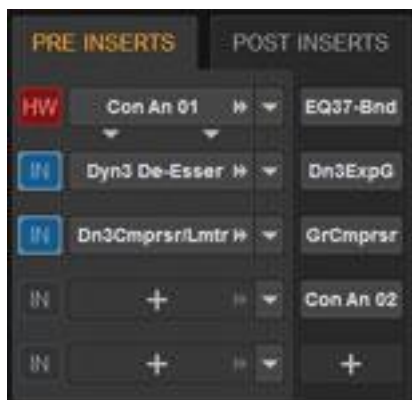 PRE INSERTS POST INSERTS
HW Con An 01 EQ37-Bnd
IN Dyn3 De-Esser Dn3ExpG
IN Dn3Cmprsr/Lmtr GrCmprsr
IN + Con An 02
IN + +